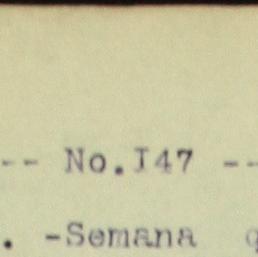 -- No.I47 --
. -Semana q